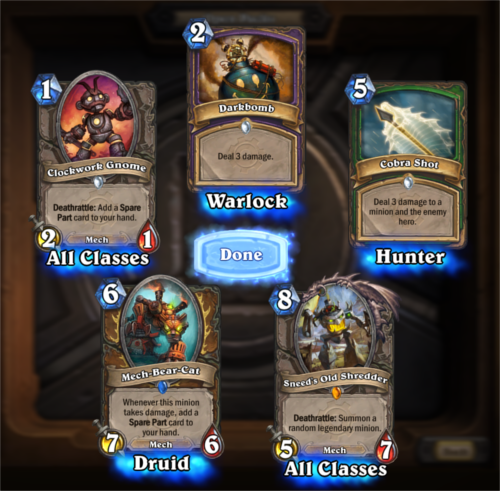 2
Darkbomb
Deal 3 damage.
Warlock
1
Clockwork Gnome
Deathrattle: Add a Spare
Part card to your hand.
Mech
2
1
All Classes
5
Cobra Shot
Deal 3 damage to a
minion and the enemy
hero.
Hunter
Done
6
Mech-Bear-Cat
Whenever this minion
takes damage, add a
Spare Part card to
your hand.
Mech
7
6
Druid
8
Sneed's Old Shredder
Deathrattle: Summon a
random legendary minion.
Mech
5
7
All Classes